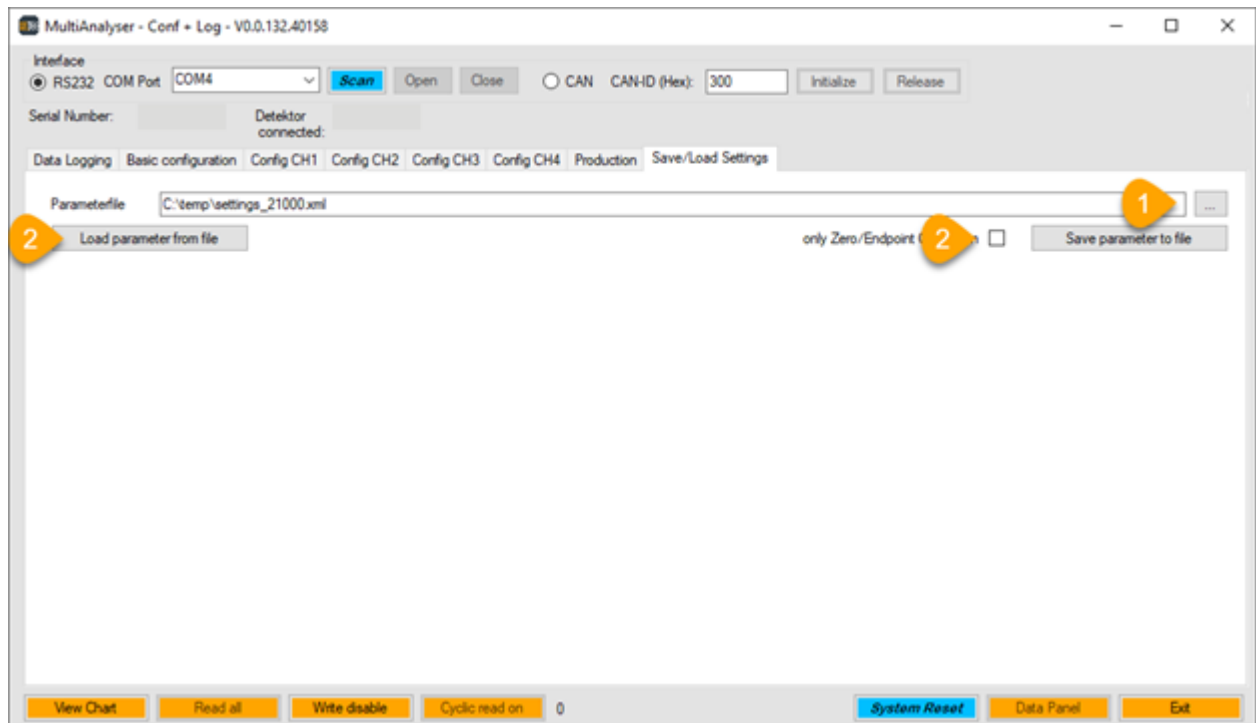 MultiAnalyser - Conf + Log - V0.0.132.40158
Interface
RS232 COM Port COM4 Scan Open Close CAN CAN-ID (Hex): 300 Initialize Release
Serial Number: Detektor
connected:
Data Logging Basic configuration Config CH1 Config CH2 Config CH3 Config CH4 Production Save/Load Settings
Parameterfile C:\temp\settings_21000.xml 1 ...
2 Load parameter from file only Zero/Endpoint 2 Save parameter to file
View Chart Read all Write disable Cyclic read on 0 System Reset Data Panel Exit